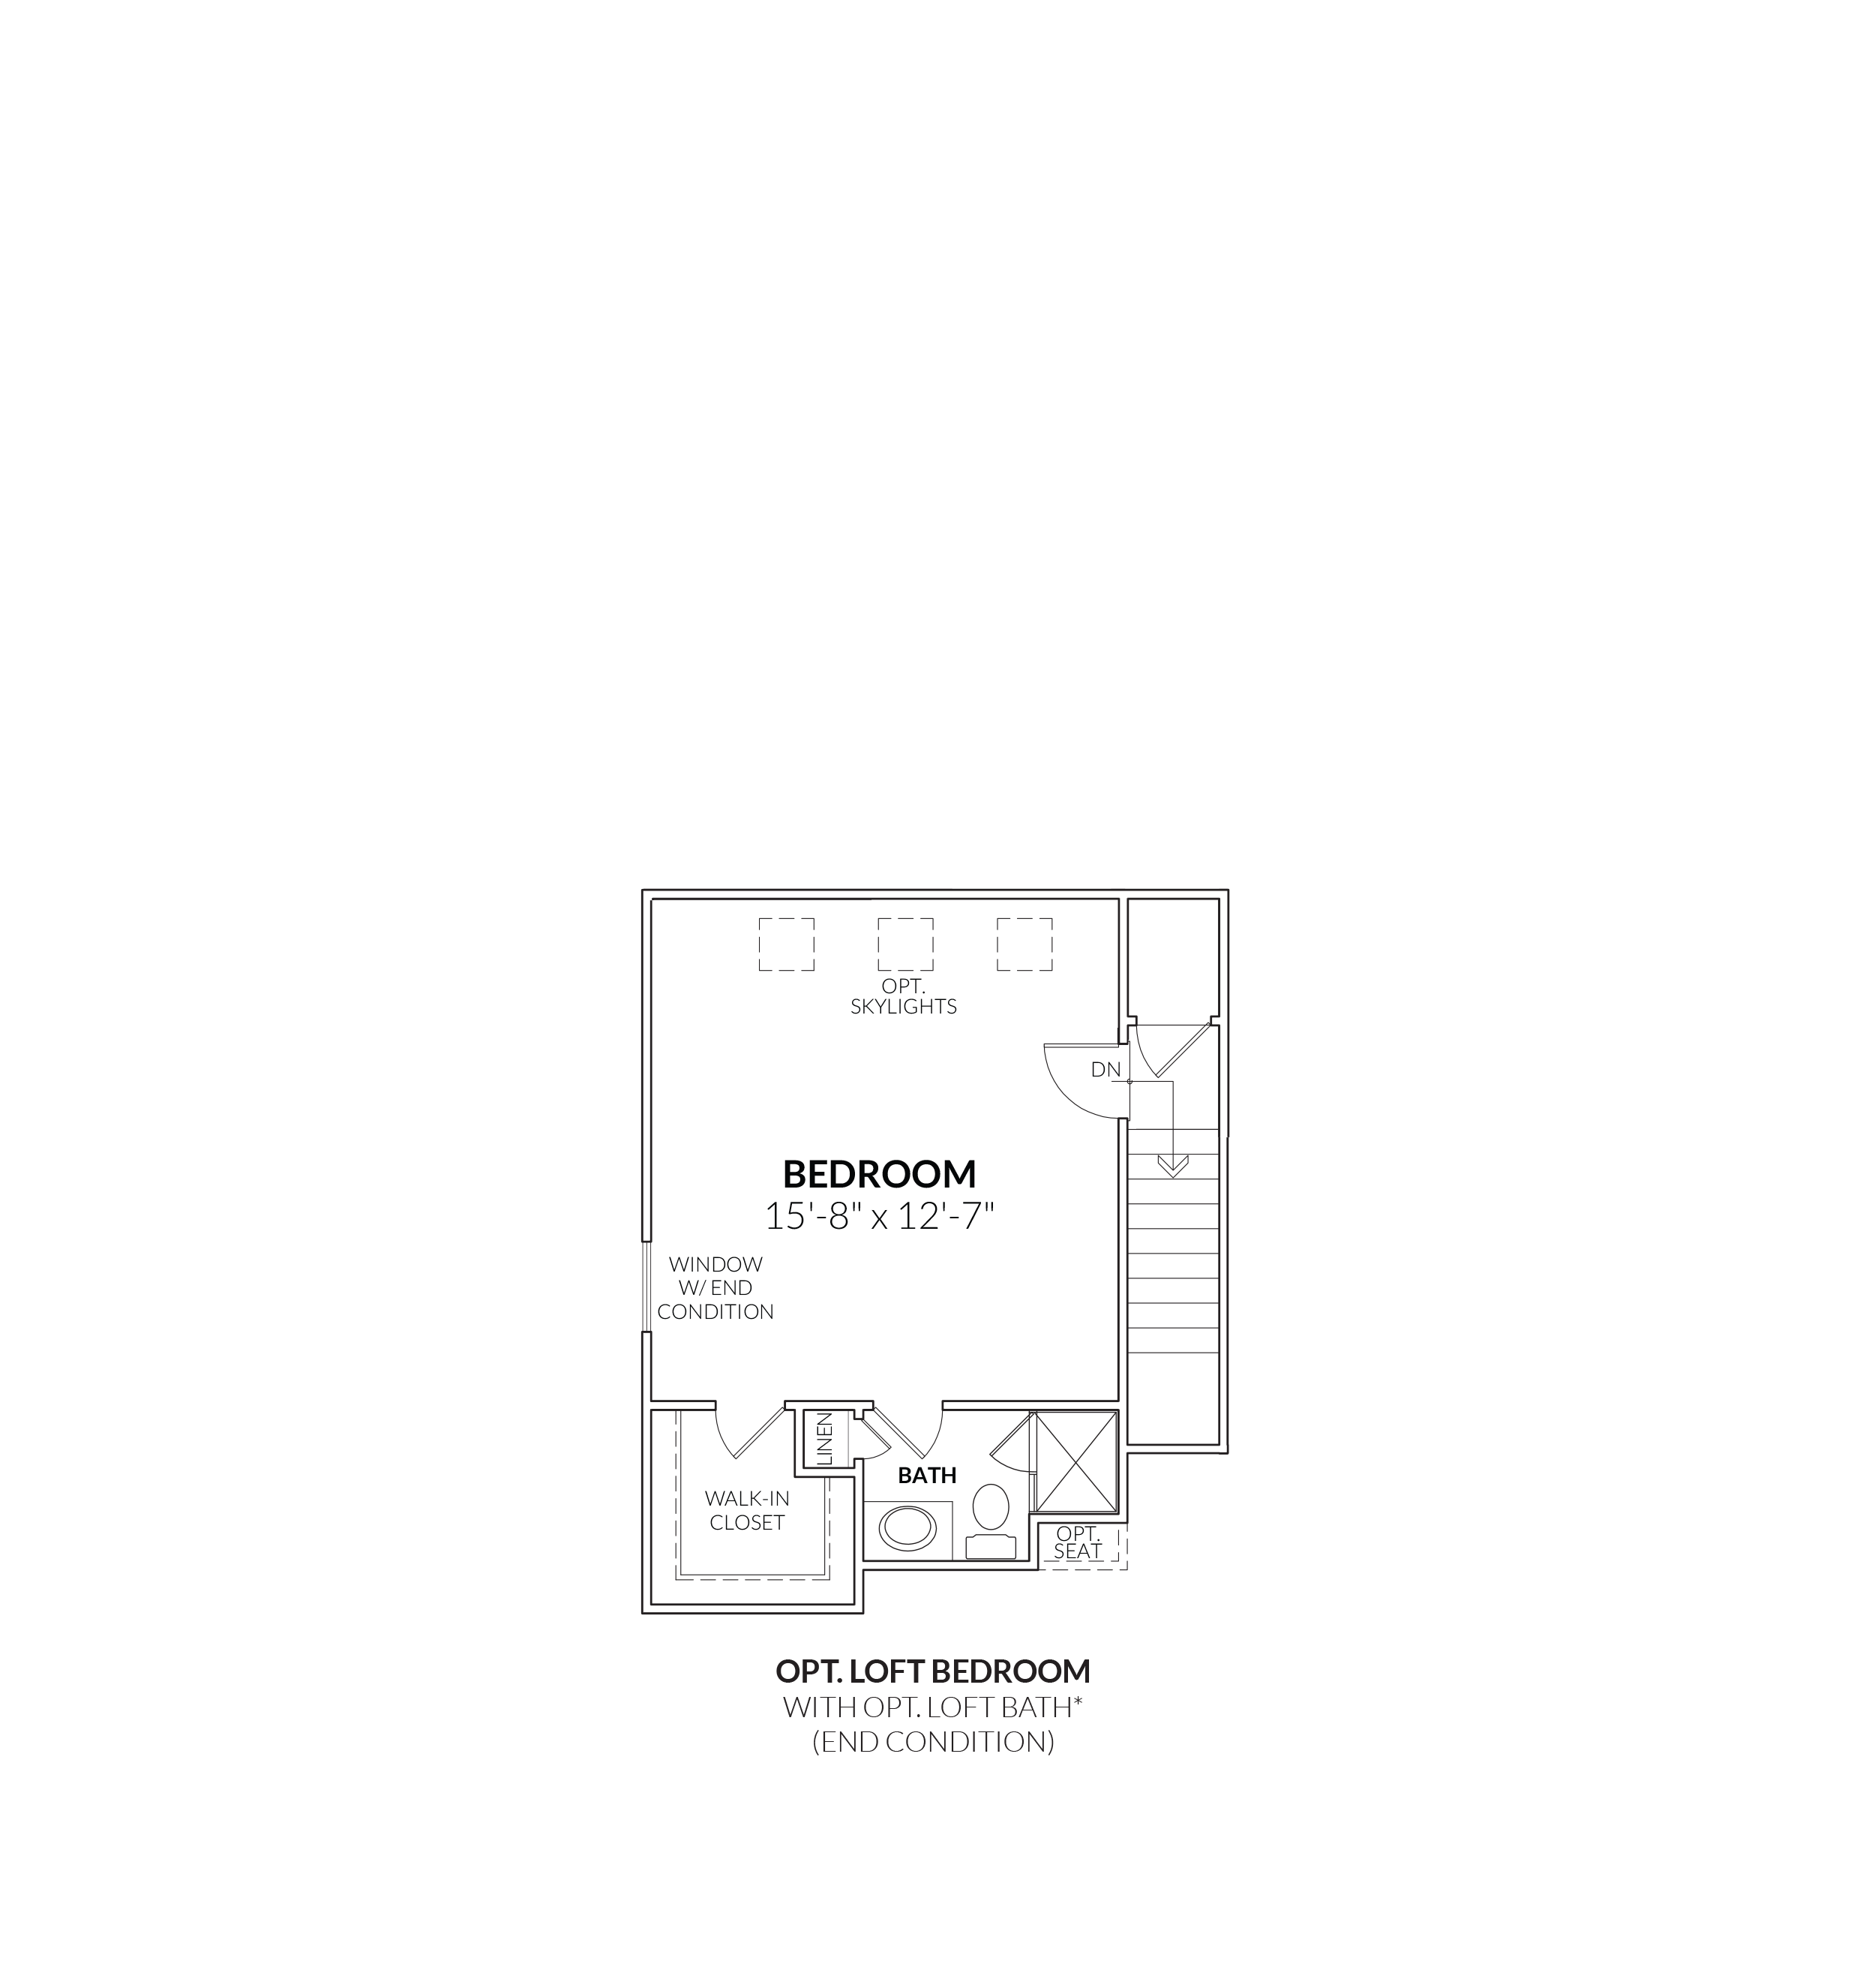 OPT.
SKYLIGHTS
DN
BEDROOM
15'-8" x 12'-7"
WINDOW
W/ END
CONDITION
LINEN
BATH
WALK-IN
CLOSET
OPT.
SEAT
OPT. LOFT BEDROOM
WITH OPT. LOFT BATH*
(END CONDITION)